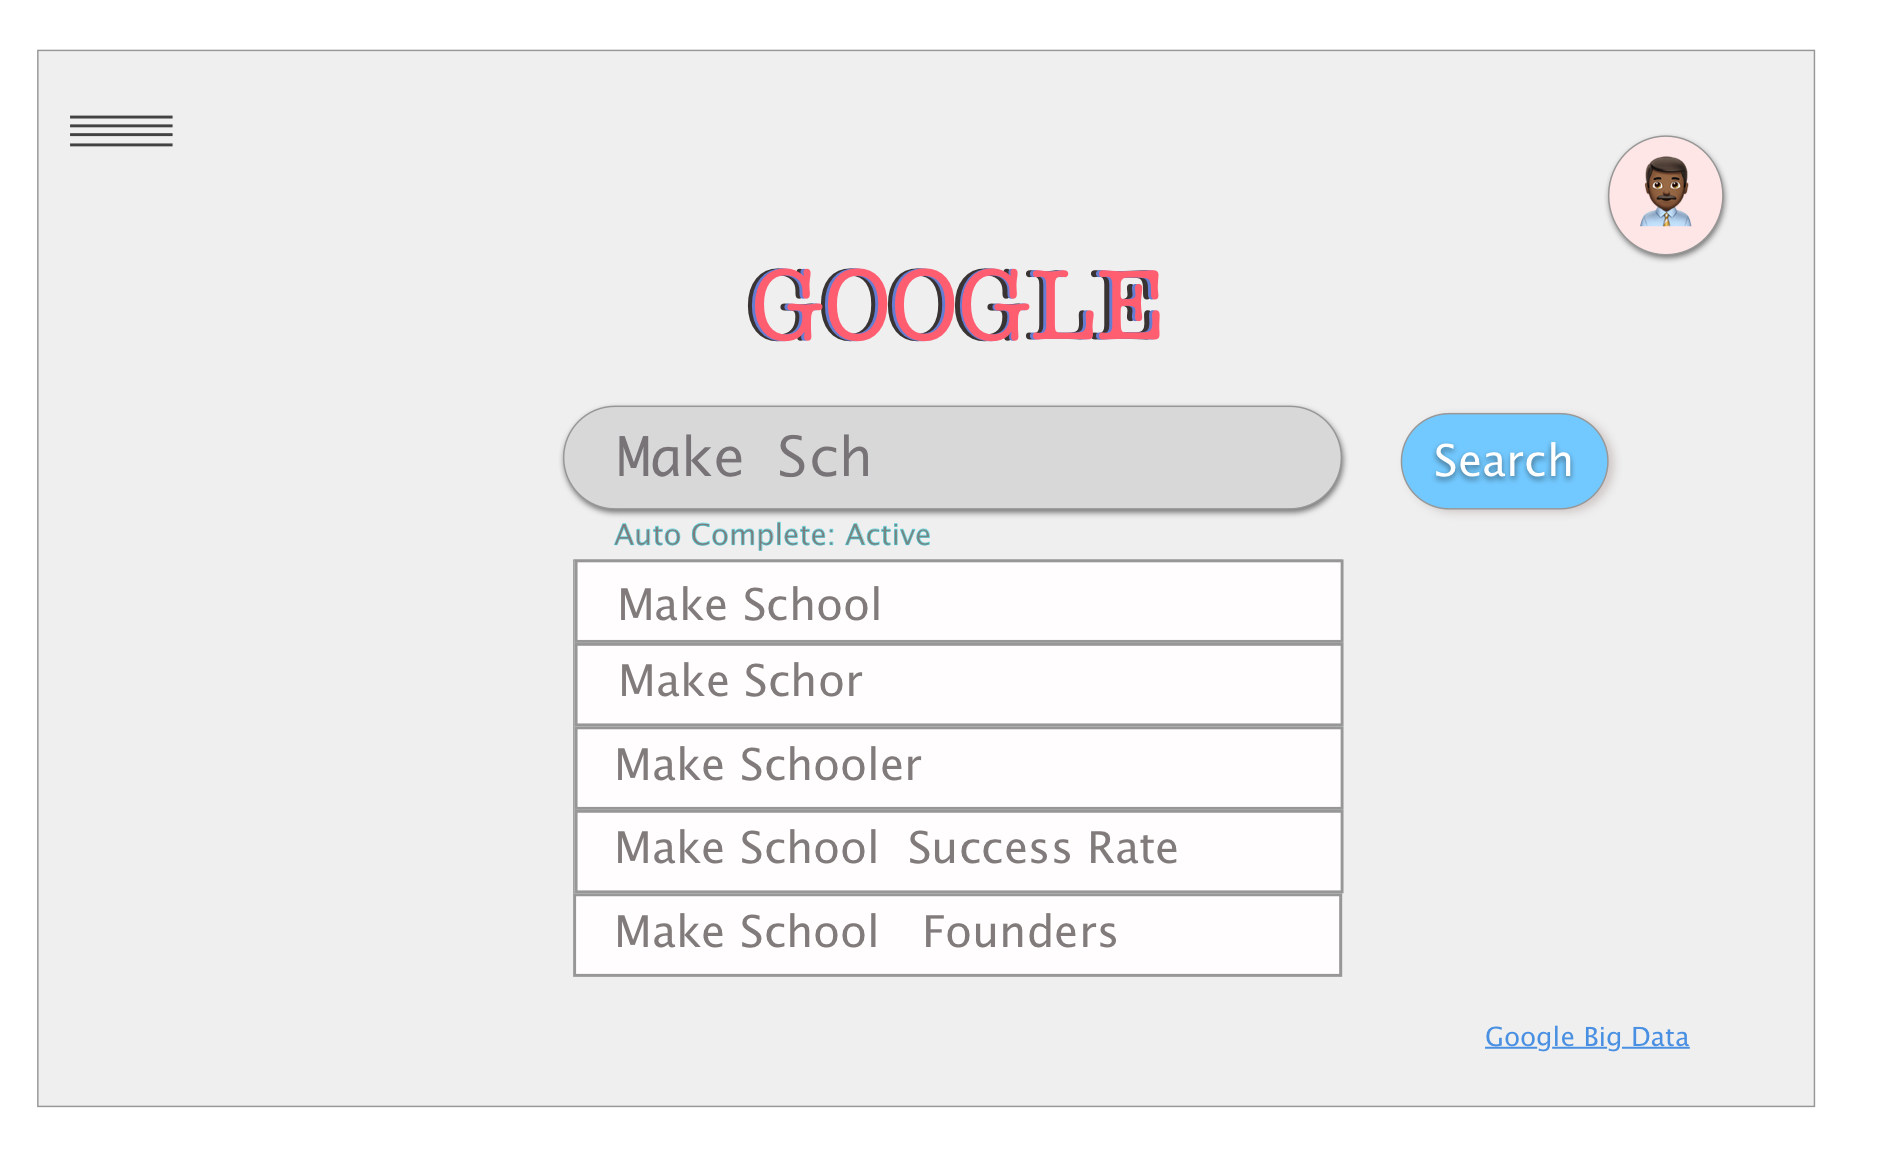 GOOGLE
Make Sch
Search
Auto Complete: Active
Make School
Make Schor
Make Schooler
Make School  Success Rate
Make School   Founders
Google Big Data